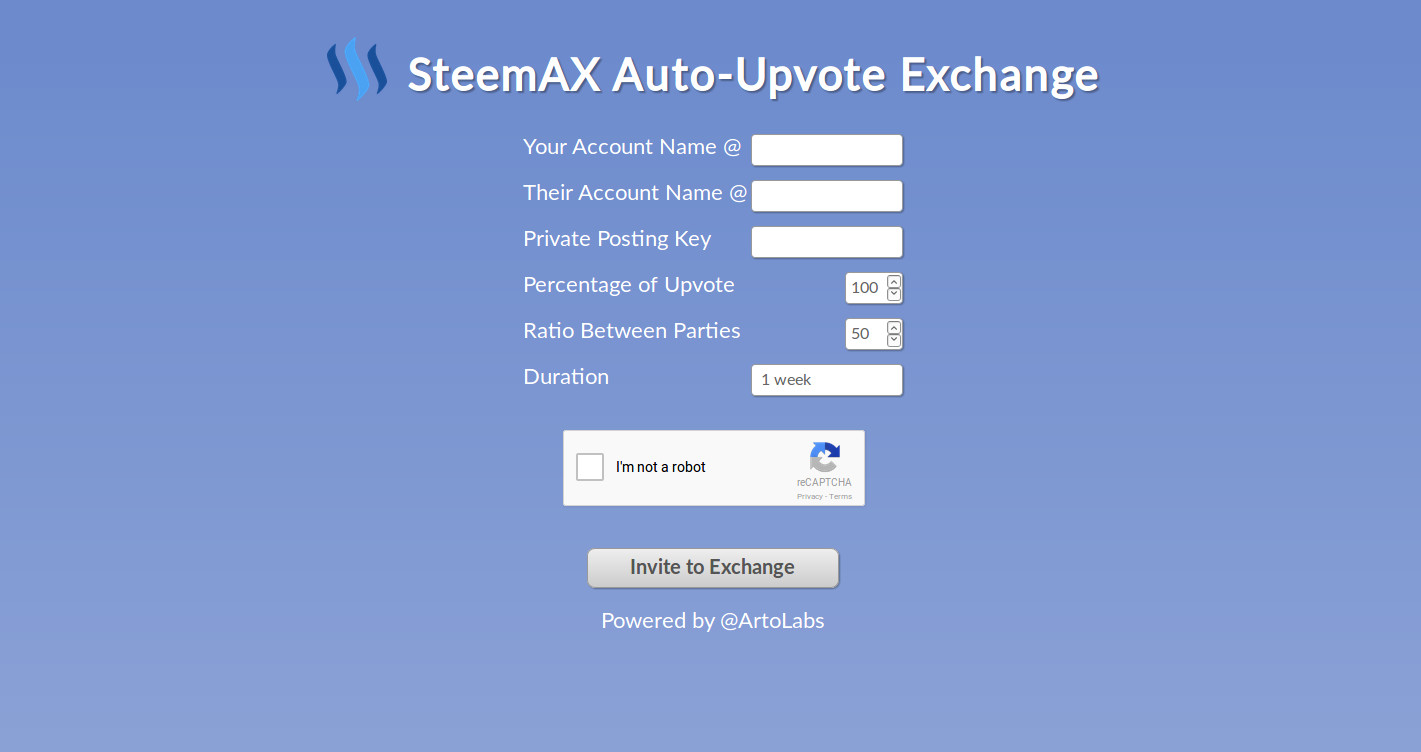 SteemAX Auto-Upvote Exchange
Your Account Name @
Their Account Name @
Private Posting Key
Percentage of Upvote 100
Ratio Between Parties 50
Duration 1 week
I'm not a robot
reCAPTCHA
Privacy - Terms
Invite to Exchange
Powered by @ArtoLabs